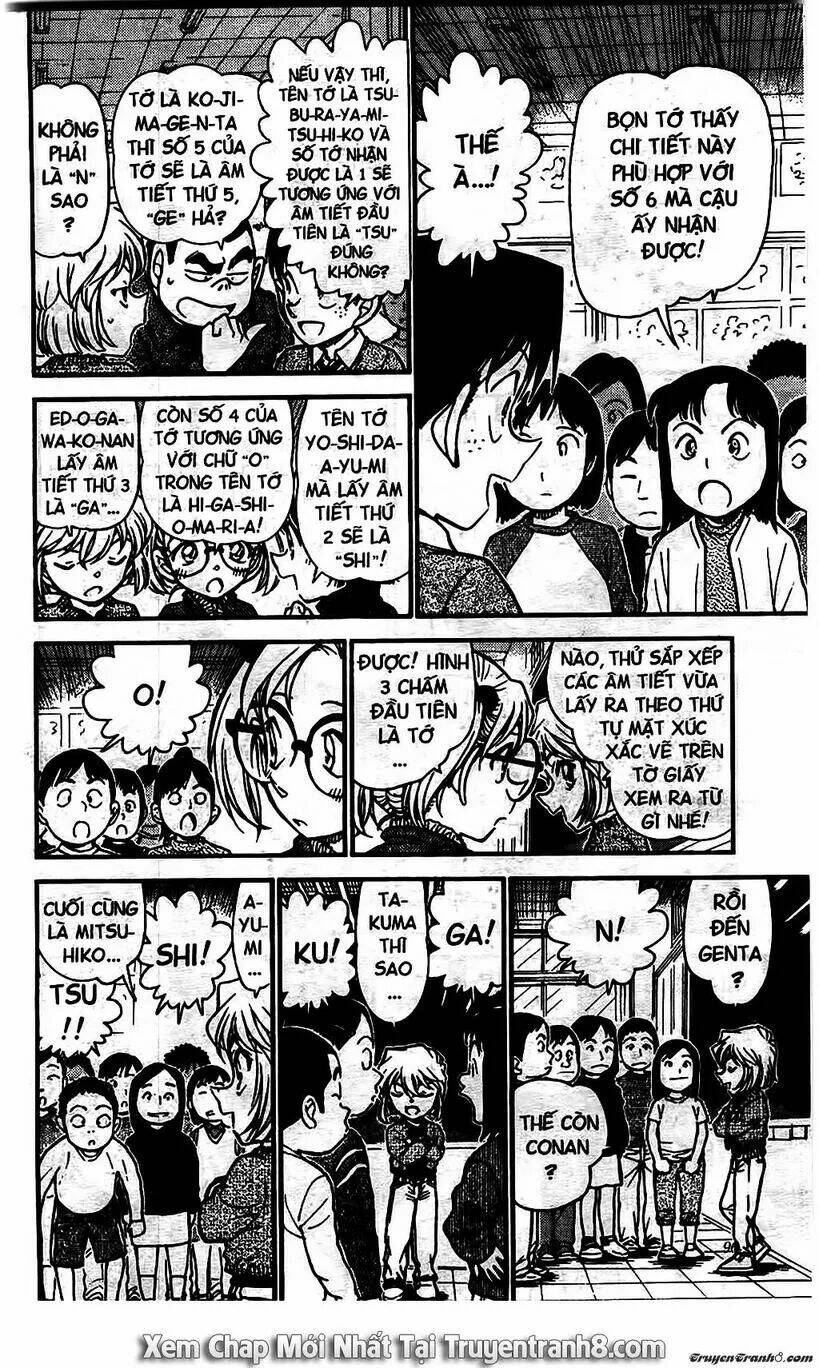 BỌN TỚ THẤY
CHI TIẾT NÀY
PHÙ HỢP VỚI
SỐ 6 MÀ CẬU
ẤY NHẬN
ĐƯỢC!
THẾ
À...!
NẾU VẬY THÌ,
TÊN TỚ LÀ TSU-
BU-RA-YA-MI-
TSU-HI-KO VÀ
SỐ TỚ NHẬN
ĐƯỢC LÀ 1 SẼ
TƯƠNG ỨNG VỚI
ÂM TIẾT ĐẦU
TIÊN LÀ "TSU"
ĐÚNG
KHÔNG?
TỚ LÀ KO-JI-
MA-GE-N-TA
THÌ SỐ 5 CỦA
TỚ SẼ LÀ ÂM
TIẾT THỨ 5,
"GE" HẢ?
KHÔNG
PHẢI
LÀ "N"
SAO
?
TÊN TỚ
YO-SHI-DA-
A-YU-MI
MÀ LẤY ÂM
TIẾT THỨ
2 SẼ LÀ
"SHI"!
CÒN SỐ 4 CỦA
TỚ TƯƠNG ỨNG
VỚI CHỮ "O"
TRONG TÊN TỚ
LÀ HI-GA-SHI-
O-MA-RI-A!
ED-O-GA-
WA-KO-NAN
LẤY ÂM
TIẾT THỨ 3
LÀ "GA"...
NÀO, THỬ SẮP XẾP
CÁC ÂM TIẾT VỪA
LẤY RA THEO THỨ
TỰ MẶT XÚC
XẮC VẼ TRÊN
TỜ GIẤY
XEM RA TỪ
GÌ NHÉ!
ĐƯỢC! HÌNH
3 CHẤM
ĐẦU TIÊN
LÀ TỚ
...
O!
RỒI
ĐẾN
GENTA
?
N!
THẾ CÒN
CONAN
?
GA!
TA-
KUMA
THÌ
SAO
...
KU!
A-
YU-
MI
...
SHI!
CUỐI CÙNG
LÀ MITSU-
HIKO...
TSU
!!
Xem Chap Mới Nhất Tại Truyentranh8.com
TruyenTranh8.com